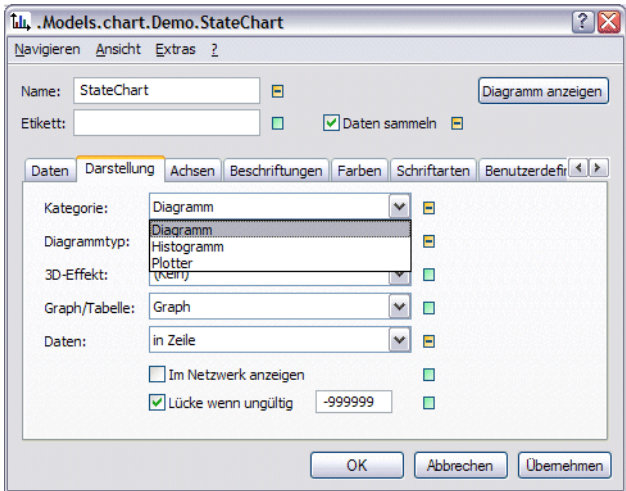 .Models.chart.Demo.StateChart
Navigieren Ansicht Extras ?
Name: StateChart Diagramm anzeigen
Etikett: Daten sammeln
Daten Darstellung Achsen Beschriftungen Farben Schriftarten Benutzerdefir
Kategorie: Diagramm
Diagramm
Diagrammtyp: Histogramm
Plotter
3D-Effekt: (Kein)
Graph/Tabelle: Graph
Daten: in Zeile
Im Netzwerk anzeigen
Lücke wenn ungültig -999999
OK Abbrechen Übernehmen